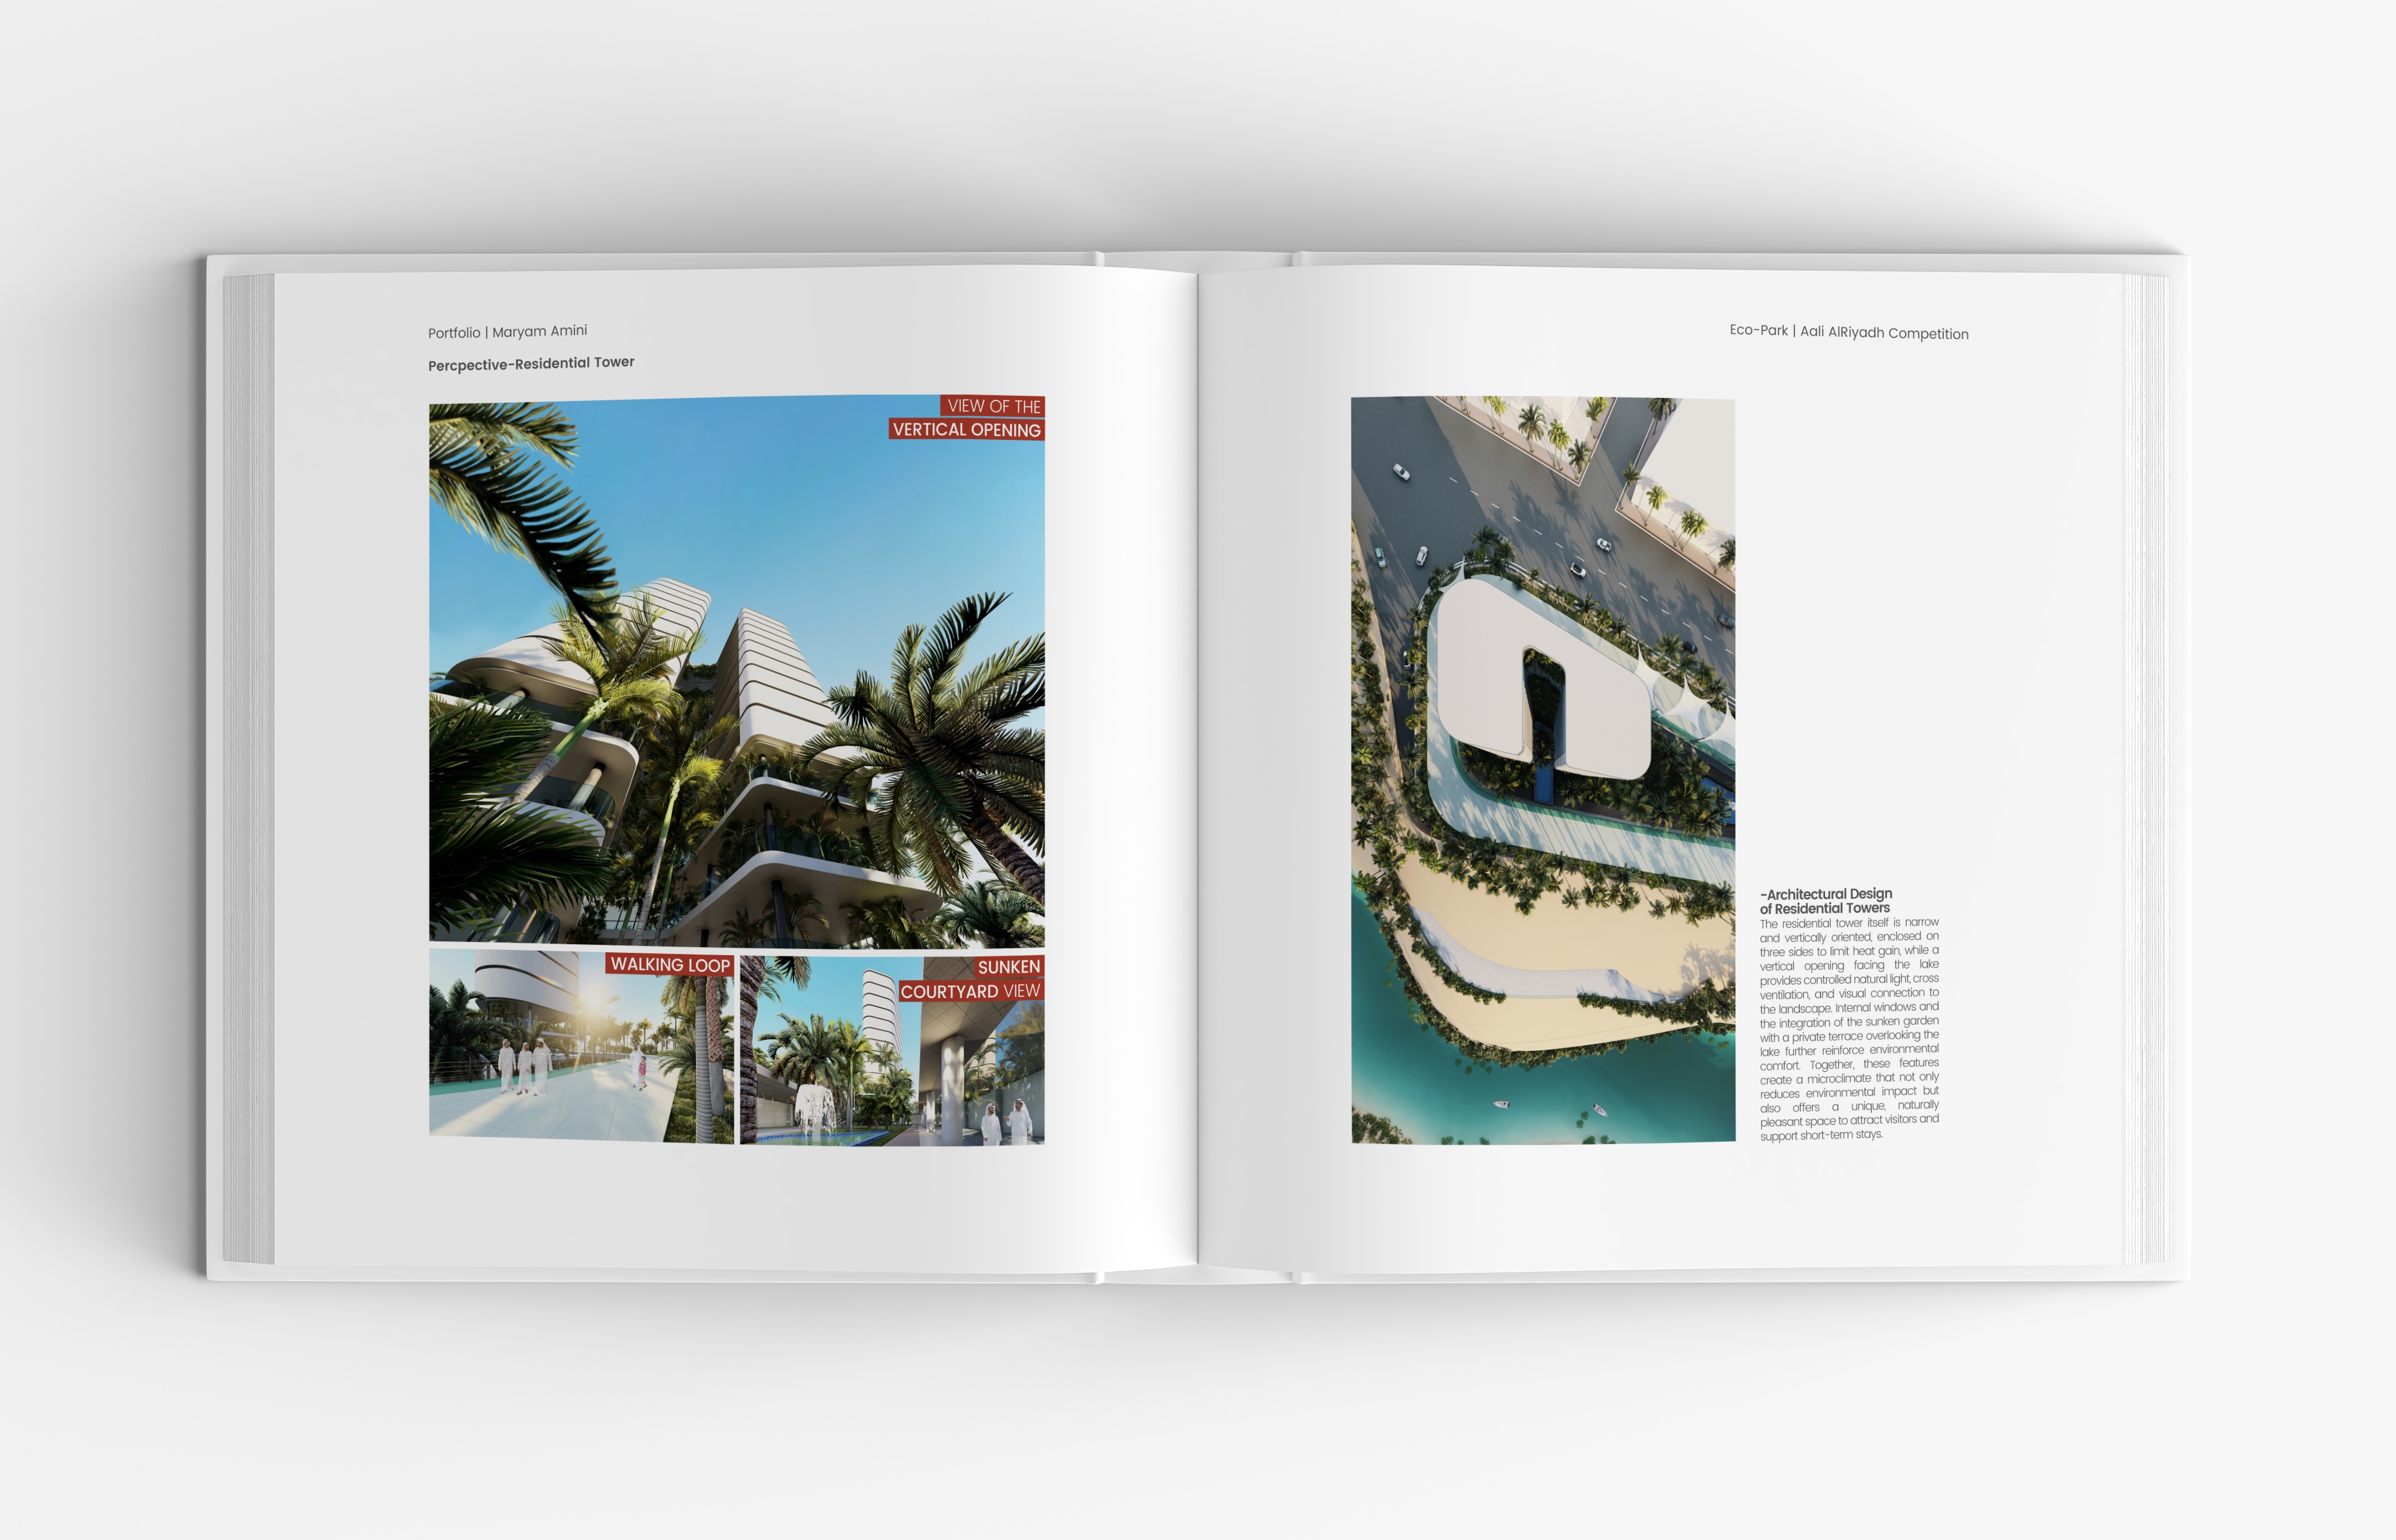 Portfolio | Maryam Amini
Percpective-Residential Tower
VIEW OF THE
VERTICAL OPENING
WALKING LOOP
SUNKEN
COURTYARD VIEW
Eco-Park | Aali AlRiyadh Competition
-Architectural Design
of Residential Towers
The residential tower itself is narrow
and vertically oriented, enclosed on
three sides to limit heat gain, while a
vertical opening facing the lake
provides controlled natural light, cross
ventilation, and visual connection to
the landscape. Internal windows and
the integration of the sunken garden
with a private terrace overlooking the
lake further reinforce environmental
comfort. Together, these features
create a microclimate that not only
reduces environmental impact but
also offers a unique, naturally
pleasant space to attract visitors and
support short-term stays.